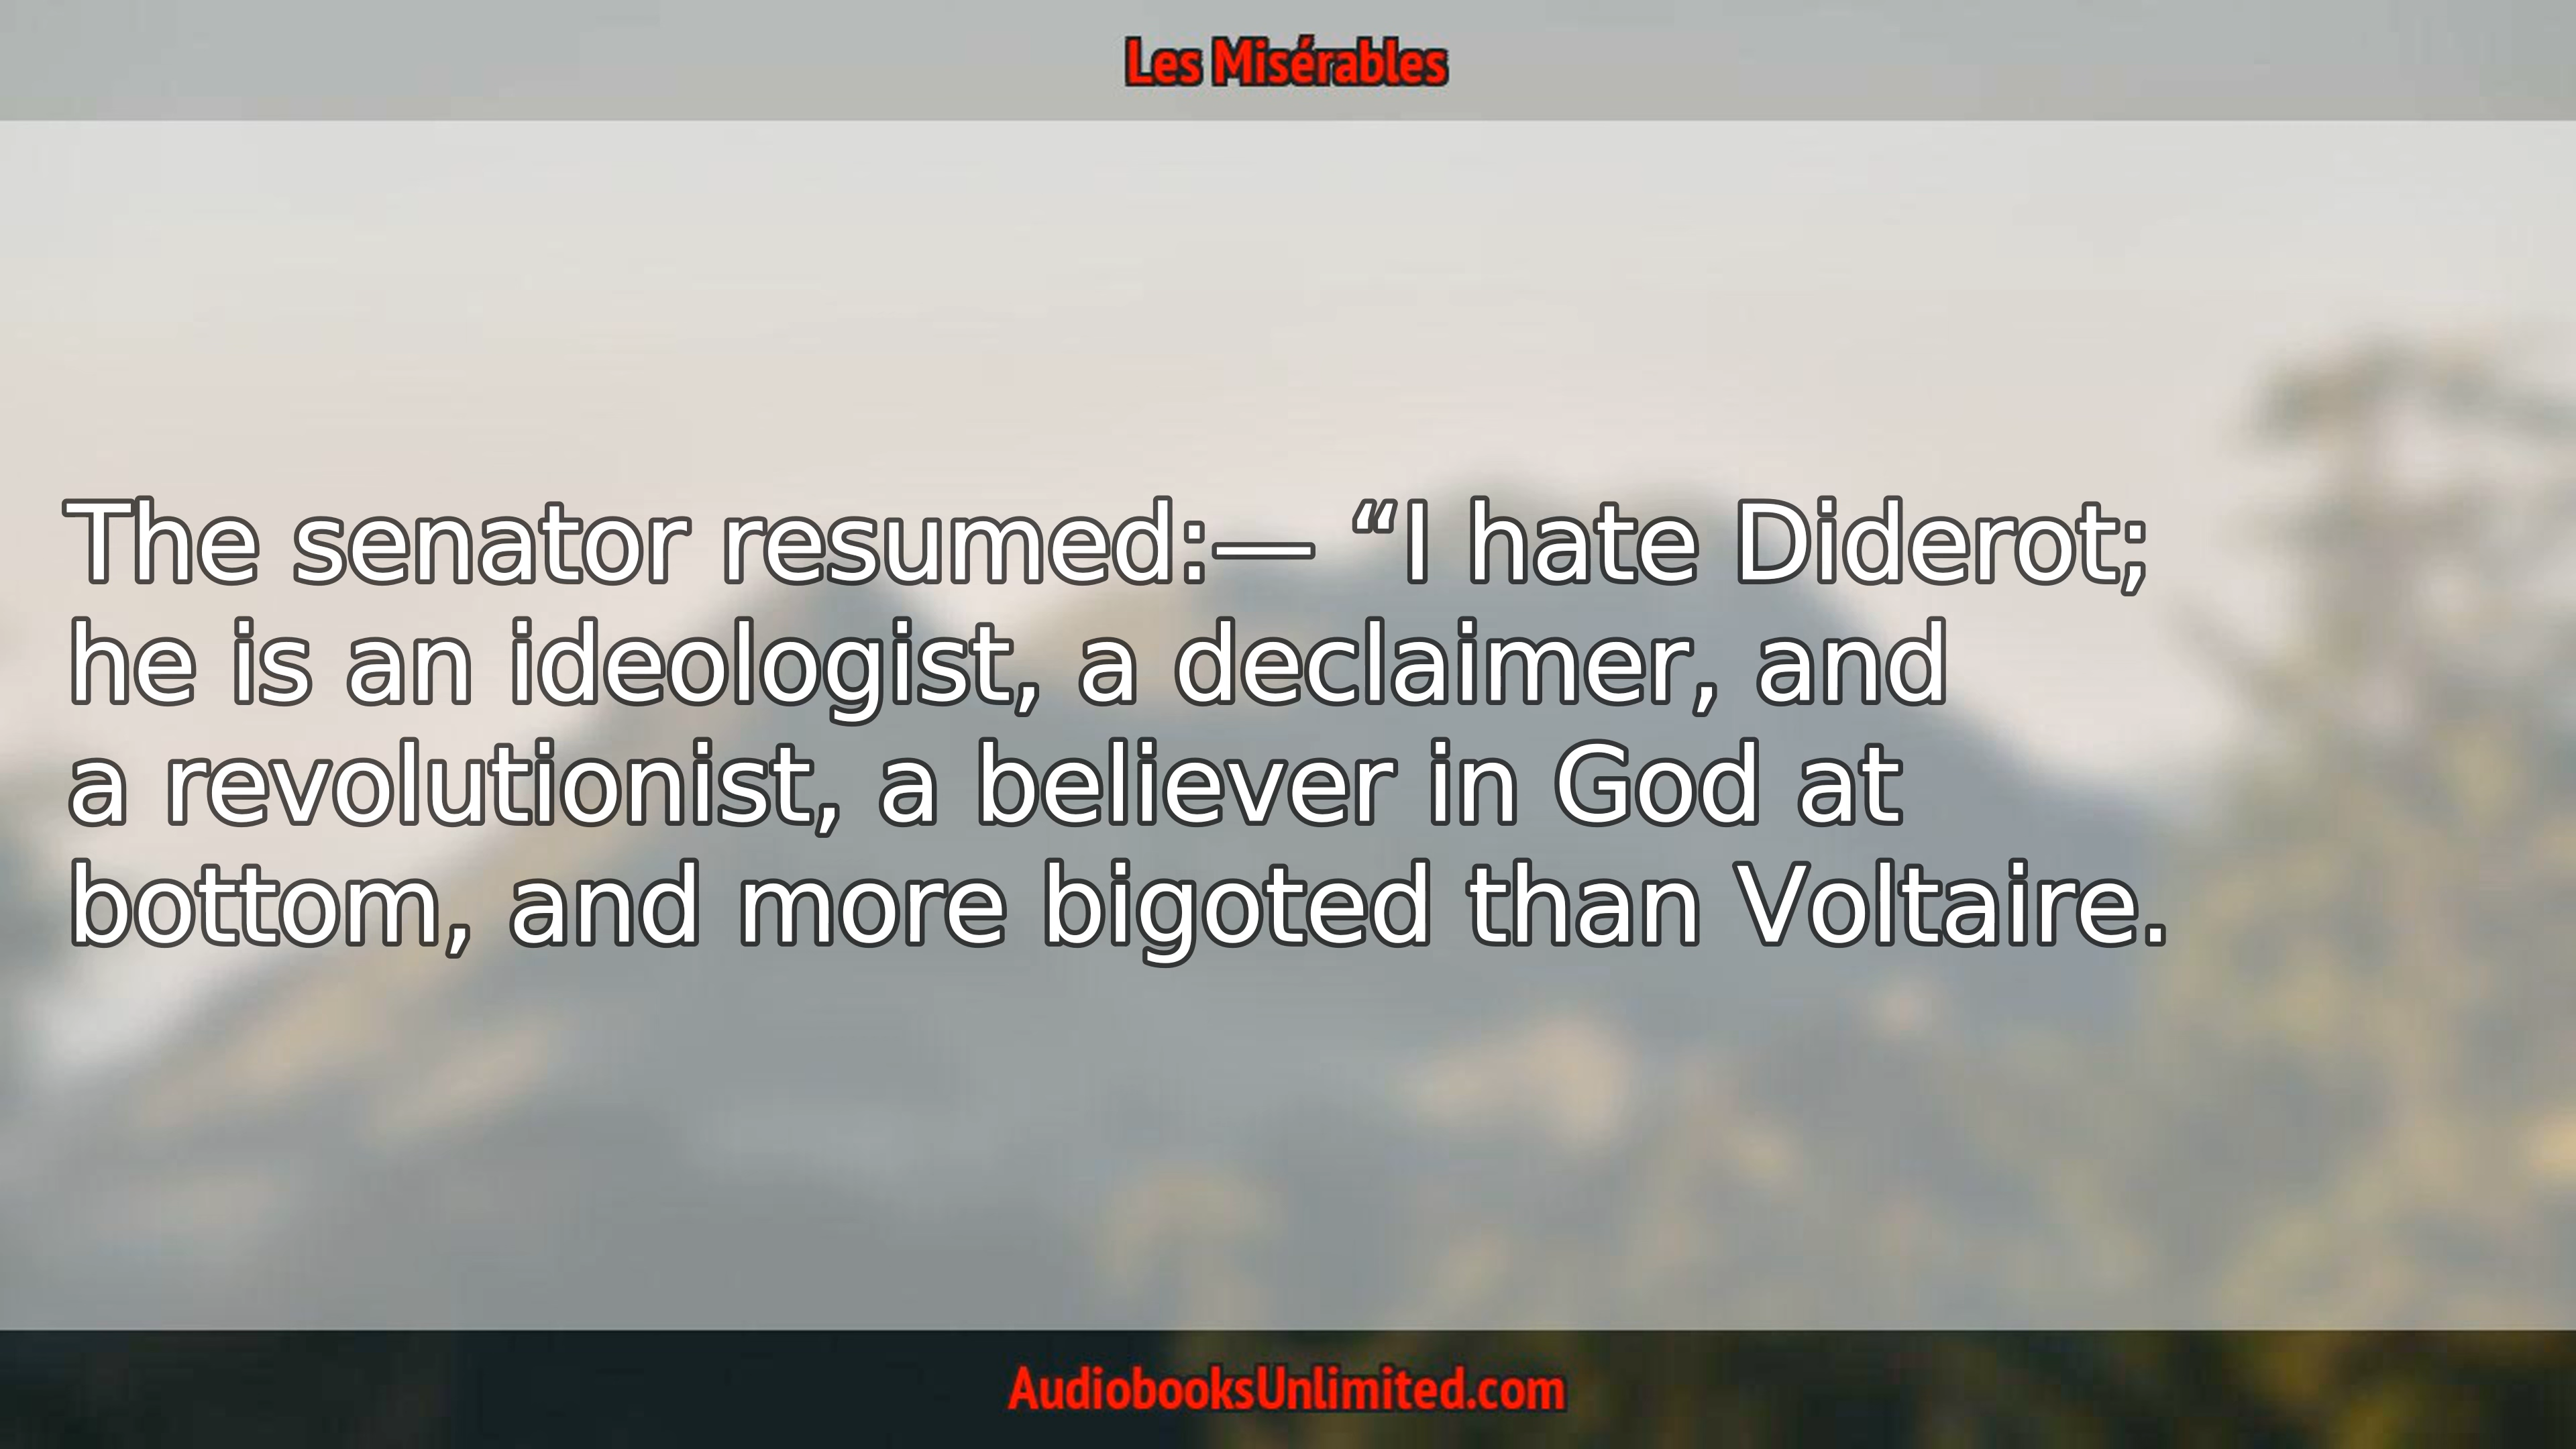 Les Misérables
The senator resumed:— “I hate Diderot;
he is an ideologist, a declaimer, and
a revolutionist, a believer in God at
bottom, and more bigoted than Voltaire.
AudiobooksUnlimited.com